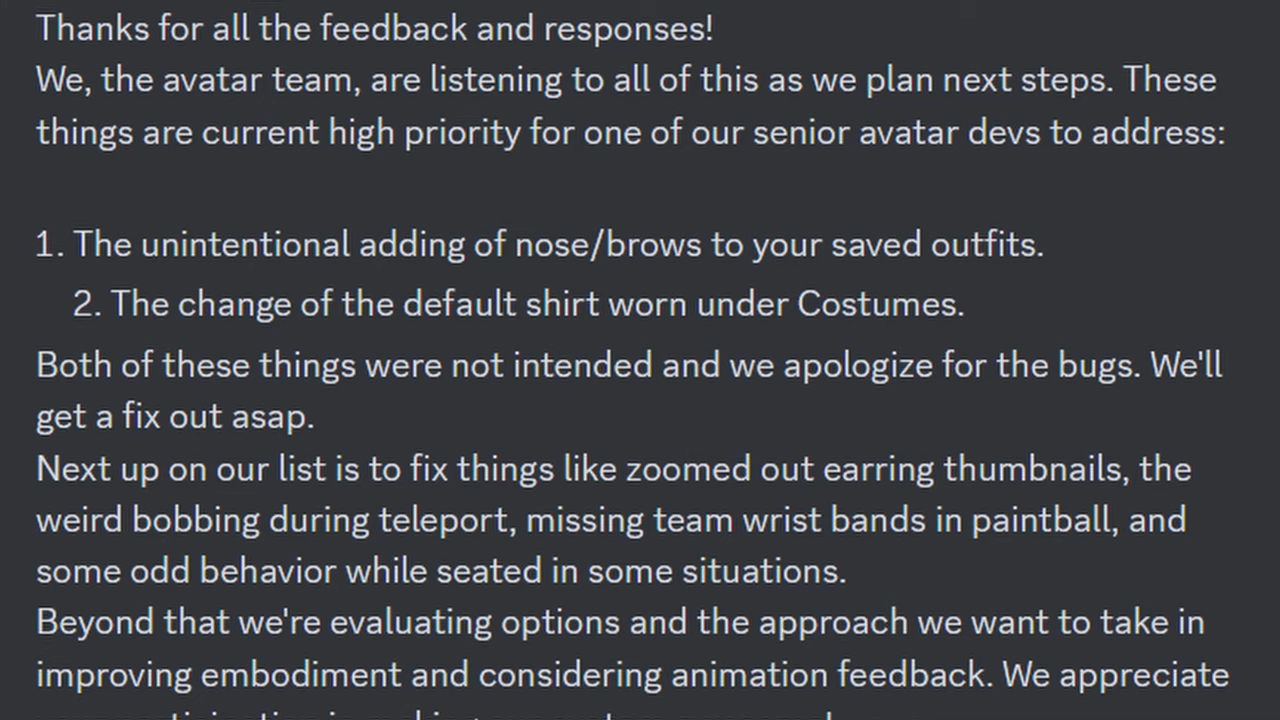 Thanks for all the feedback and responses!
We, the avatar team, are listening to all of this as we plan next steps. These
things are current high priority for one of our senior avatar devs to address:
1. The unintentional adding of nose/brows to your saved outfits.
2. The change of the default shirt worn under Costumes.
Both of these things were not intended and we apologize for the bugs. We'll
get a fix out asap.
Next up on our list is to fix things like zoomed out earring thumbnails, the
weird bobbing during teleport, missing team wrist bands in paintball, and
some odd behavior while seated in some situations.
Beyond that we're evaluating options and the approach we want to take in
improving embodiment and considering animation feedback. We appreciate